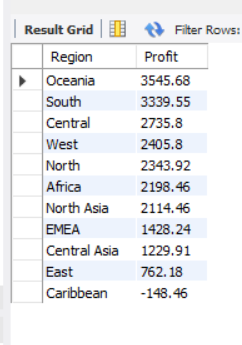 Result Grid Filter Rows:
Region Profit
Oceania 3545.68
South 3339.55
Central 2735.8
West 2405.8
North 2343.92
Africa 2198.46
North Asia 2114.46
EMEA 1428.24
Central Asia 1229.91
East 762.18
Caribbean -148.46